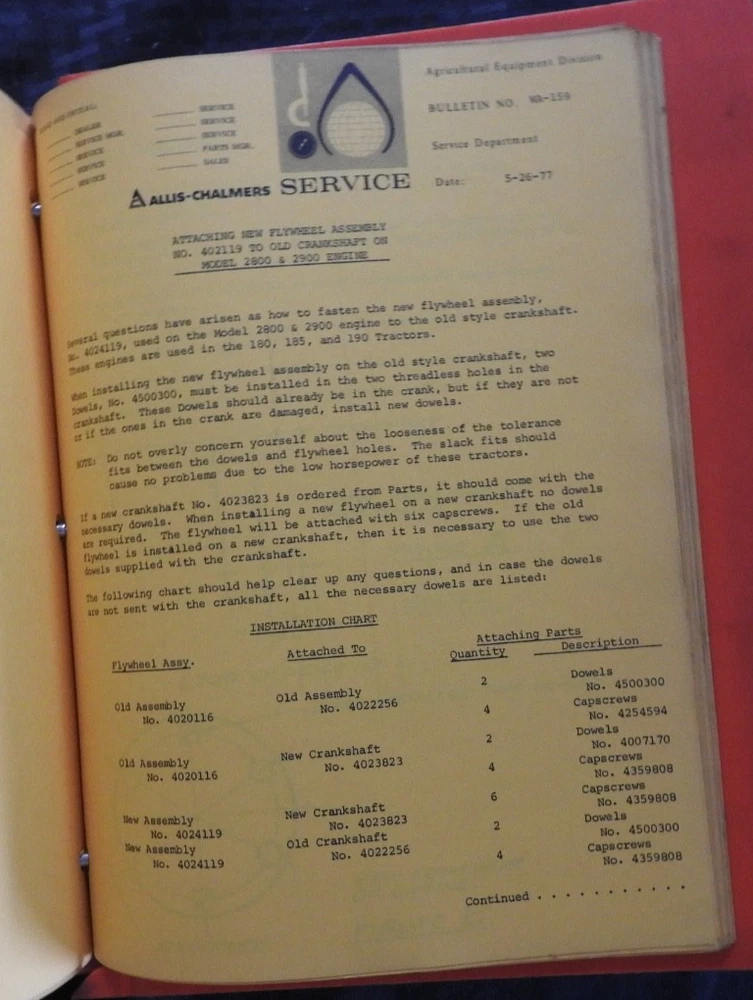 DEALER
SERVICE MGR.
SERVICE
SERVICE
SERVICE
SERVICE
SERVICE
SERVICE
PARTS MGR.
SALES
ALLIS-CHALMERS SERVICE
Agricultural Equipment Division
BULLETIN NO. WA-159
Service Department
Date: 5-26-77
ATTACHING NEW FLYWHEEL ASSEMBLY
NO. 402119 TO OLD CRANKSHAFT ON
MODEL 2800 & 2900 ENGINE
Several questions have arisen as how to fasten the new flywheel assembly,
No. 4024119, used on the Model 2800 & 2900 engine to the old style crankshaft.
These engines are used in the 180, 185, and 190 Tractors.
When installing the new flywheel assembly on the old style crankshaft, two
Dowels, No. 4500300, must be installed in the two threadless holes in the
crankshaft. These Dowels should already be in the crank, but if they are not
or if the ones in the crank are damaged, install new dowels.
NOTE: Do not overly concern yourself about the looseness of the tolerance
fits between the dowels and flywheel holes. The slack fits should
cause no problems due to the low horsepower of these tractors.
If a new crankshaft No. 4023823 is ordered from Parts, it should come with the
necessary dowels. When installing a new flywheel on a new crankshaft no dowels
are required. The flywheel will be attached with six capscrews. If the old
flywheel is installed on a new crankshaft, then it is necessary to use the two
dowels supplied with the crankshaft.
The following chart should help clear up any questions, and in case the dowels
are not sent with the crankshaft, all the necessary dowels are listed:
INSTALLATION CHART
Attaching Parts
Flywheel Assy. Attached To Quantity Description
Old Assembly Old Assembly 2 Dowels
No. 4020116 No. 4022256 No. 4500300
4 Capscrews
No. 4254594
Old Assembly New Crankshaft 2 Dowels
No. 4020116 No. 4023823 No. 4007170
4 Capscrews
No. 4359808
New Assembly New Crankshaft 6 Capscrews
No. 4024119 No. 4023823 No. 4359808
New Assembly Old Crankshaft 2 Dowels
No. 4024119 No. 4022256 No. 4500300
4 Capscrews
No. 4359808
Continued . . . . . . . . . . .